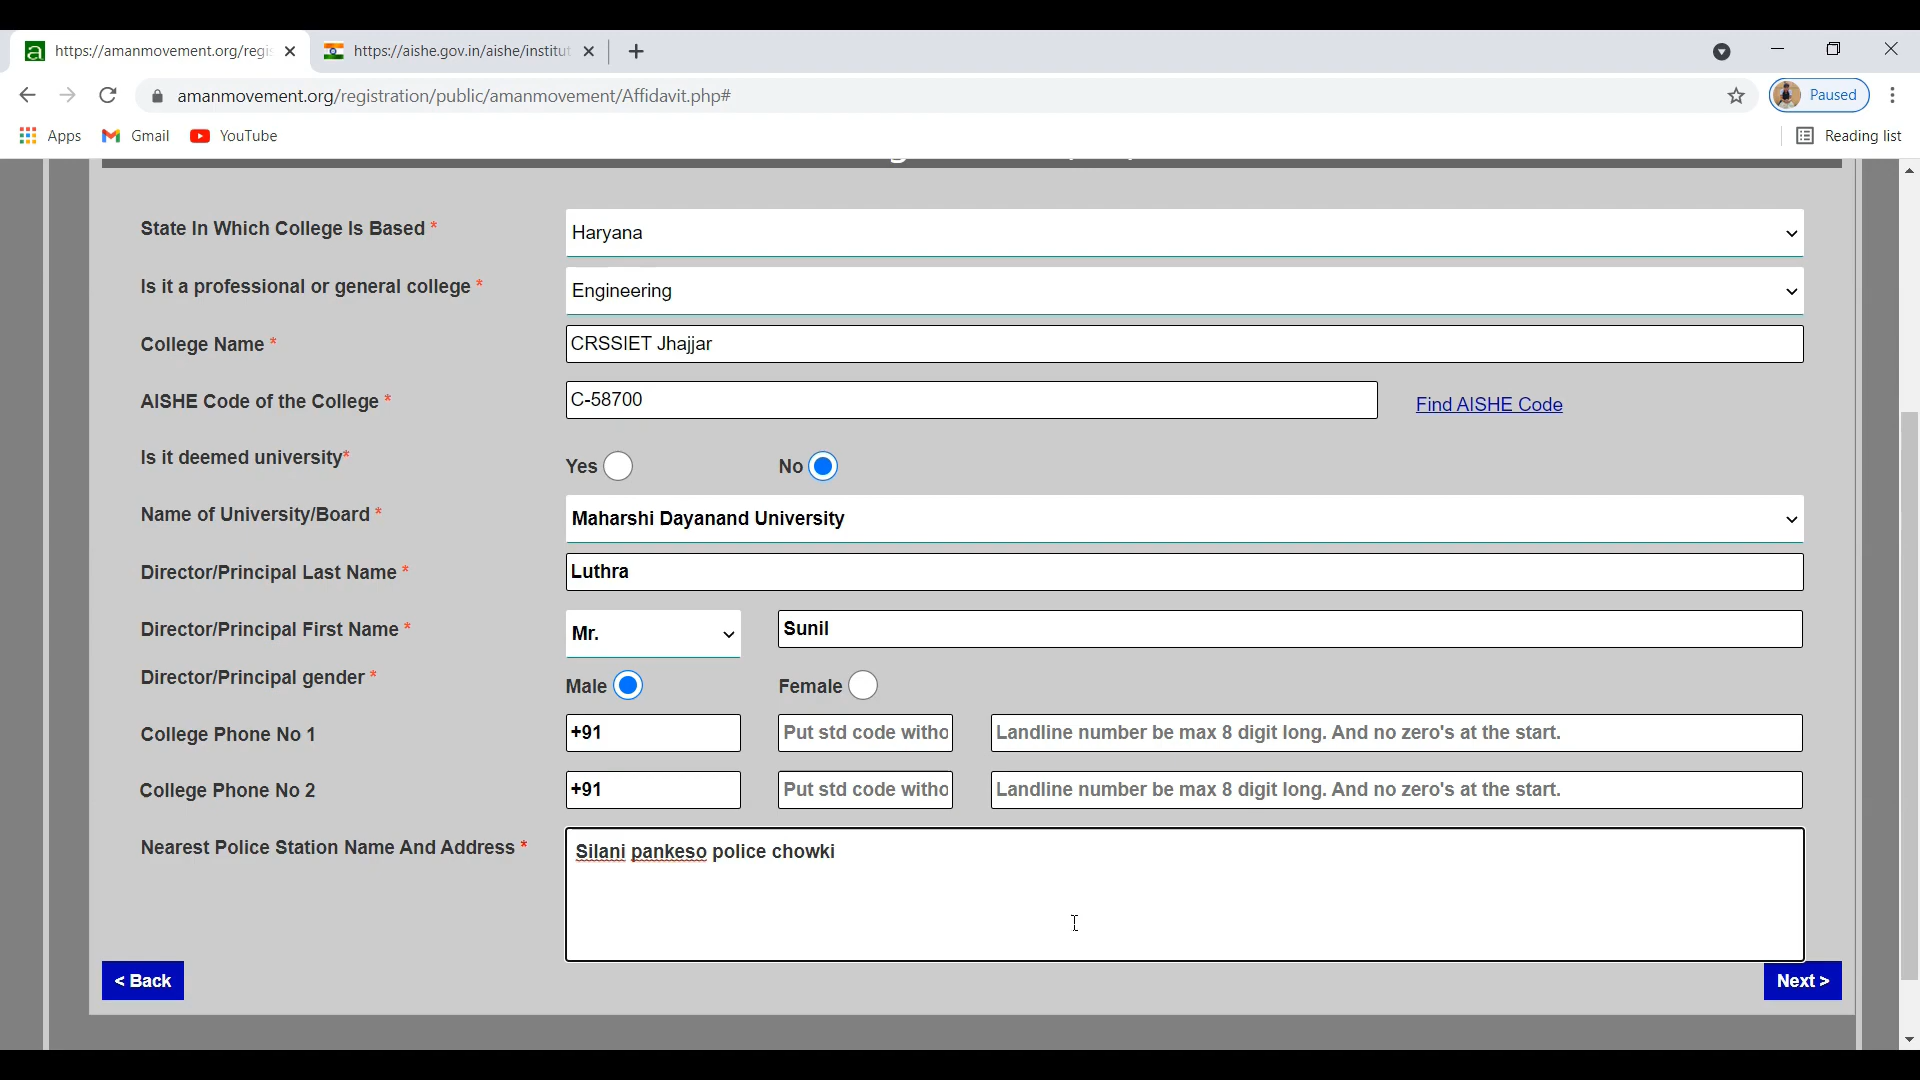 https://amanmovement.org/regis
https://aishe.gov.in/aishe/institut
amanmovement.org/registration/public/amanmovement/Affidavit.php#
Paused
Apps
Gmail
YouTube
Reading list
State In Which College Is Based *
Haryana
Is it a professional or general college *
Engineering
College Name *
CRSSIET Jhajjar
AISHE Code of the College *
C-58700
Find AISHE Code
Is it deemed university*
Yes
No
Name of University/Board *
Maharshi Dayanand University
Director/Principal Last Name *
Luthra
Director/Principal First Name *
Mr.
Sunil
Director/Principal gender *
Male
Female
College Phone No 1
+91
Put std code witho
Landline number be max 8 digit long. And no zero's at the start.
College Phone No 2
+91
Put std code witho
Landline number be max 8 digit long. And no zero's at the start.
Nearest Police Station Name And Address *
Silani pankeso police chowki
< Back
Next >